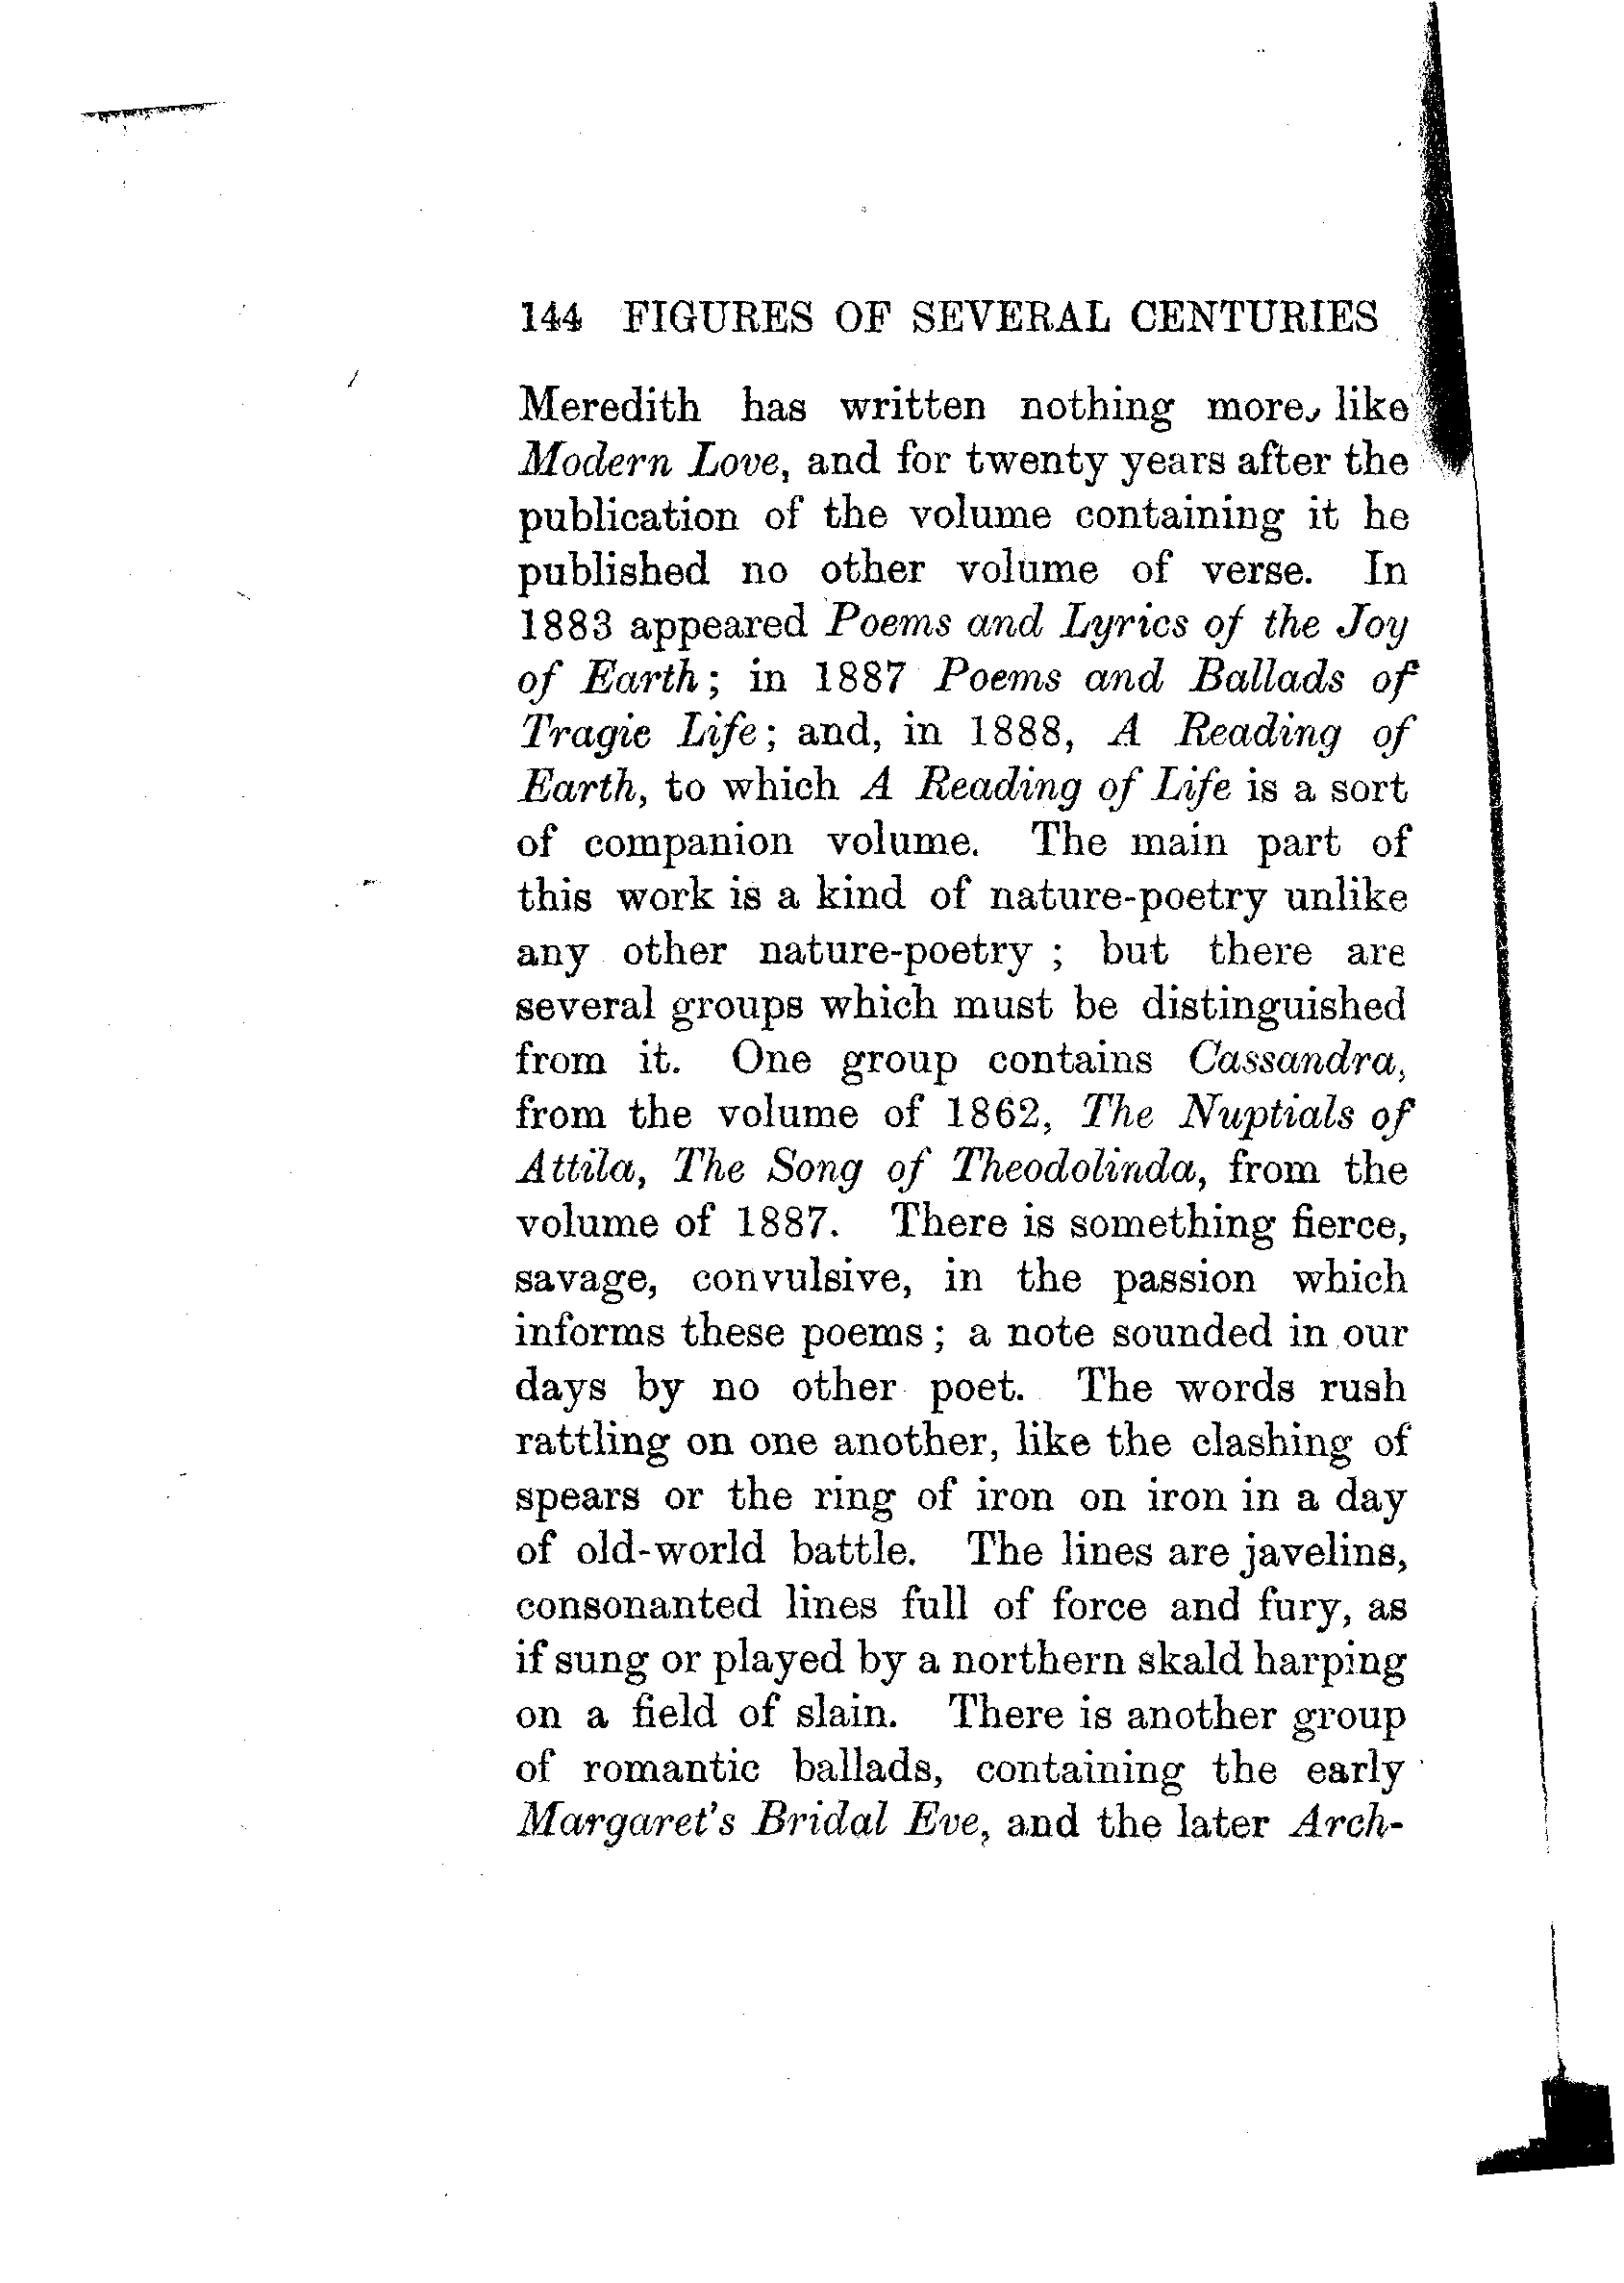 144 FIGURES OF SEVERAL CENTURIES
Meredith has written nothing more, like
Modern Love, and for twenty years after the
publication of the volume containing it he
published no other volume of verse. In
1883 appeared Poems and Lyrics of the Joy
of Earth; in 1887 Poems and Ballads of
Tragic Life; and, in 1888, A Reading of
Earth, to which A Reading of Life is a sort
of companion volume. The main part of
this work is a kind of nature-poetry unlike
any other nature-poetry ; but there are
several groups which must be distinguished
from it. One group contains Cassandra,
from the volume of 1862, The Nuptials of
Attila, The Song of Theodolinda, from the
volume of 1887. There is something fierce,
savage, convulsive, in the passion which
informs these poems; a note sounded in our
days by no other poet. The words rush
rattling on one another, like the clashing of
spears or the ring of iron on iron in a day
of old-world battle. The lines are javelins,
consonanted lines full of force and fury, as
if sung or played by a northern skald harping
on a field of slain. There is another group
of romantic ballads, containing the early
Margaret's Bridal Eve, and the later Arch-